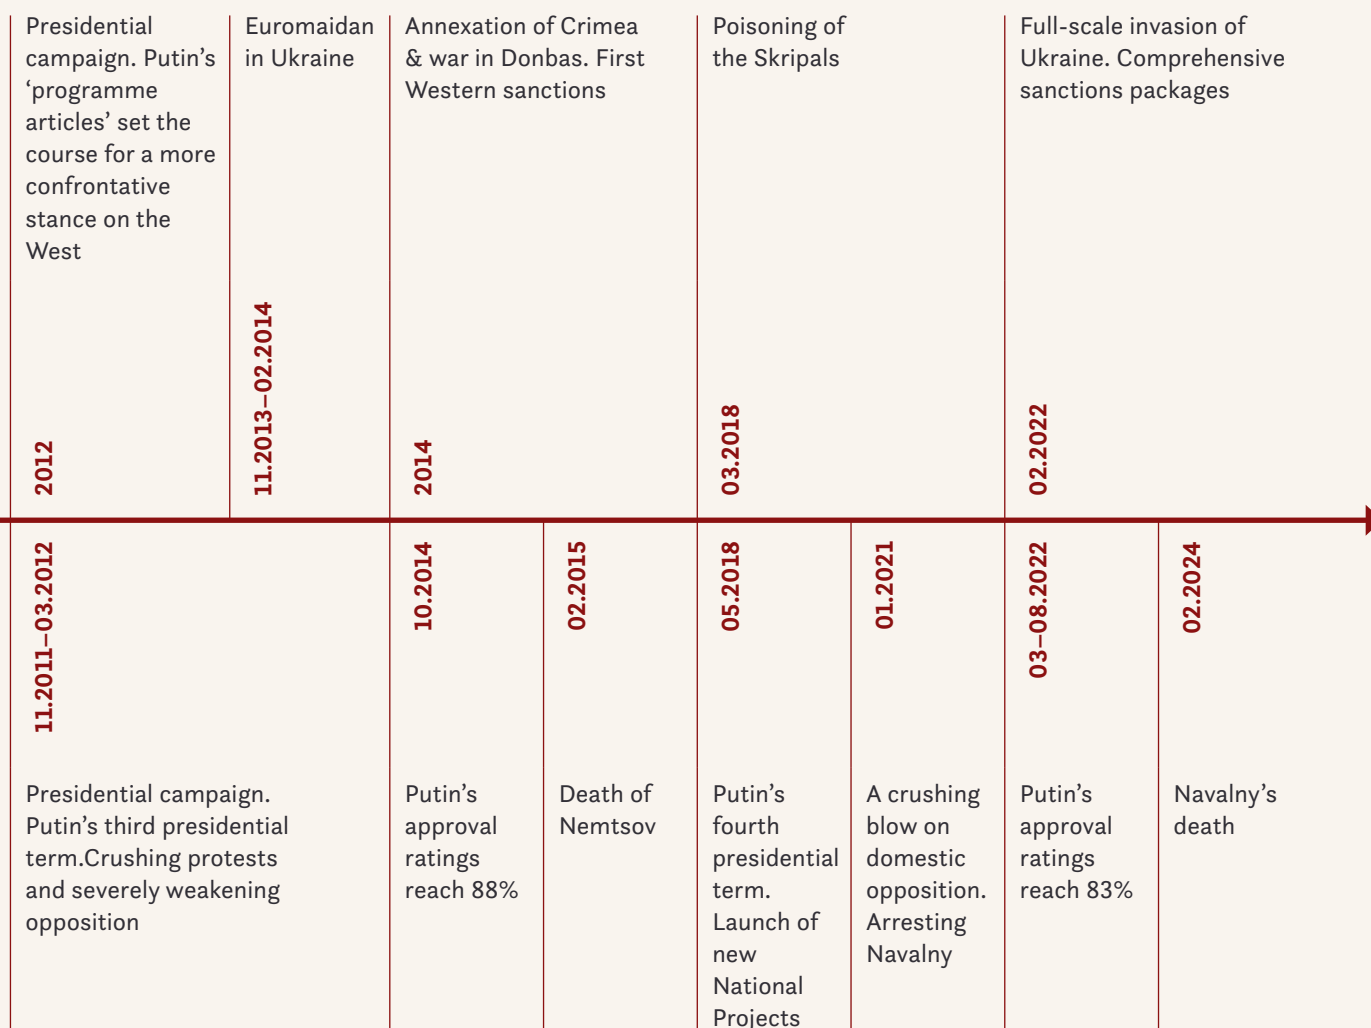 Presidential
campaign. Putin’s
‘programme
articles’ set the
course for a more
confrontative
stance on the
West
2012
Euromaidan
in Ukraine
11.2013–02.2014
Annexation of Crimea
& war in Donbas. First
Western sanctions
2014
Poisoning of
the Skripals
03.2018
Full-scale invasion of
Ukraine. Comprehensive
sanctions packages
02.2022
11.2011–03.2012
Presidential campaign.
Putin’s third presidential
term.Crushing protests
and severely weakening
opposition
10.2014
Putin’s
approval
ratings
reach 88%
02.2015
Death of
Nemtsov
05.2018
Putin’s
fourth
presidential
term.
Launch of
new
National
Projects
01.2021
A crushing
blow on
domestic
opposition.
Arresting
Navalny
03–08.2022
Putin’s
approval
ratings
reach 83%
02.2024
Navalny’s
death